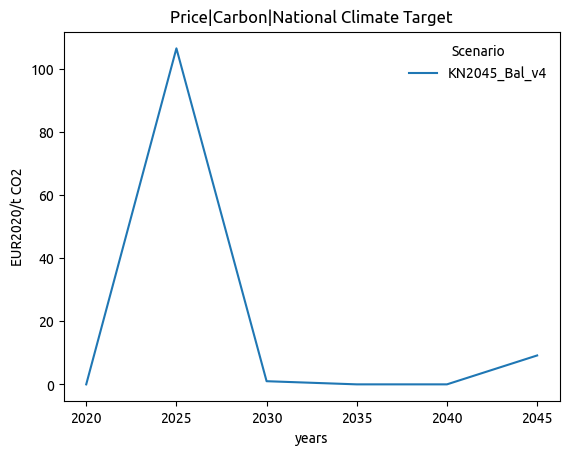 Price|Carbon|National Climate Target
Scenario
KN2045_Bal_v4
EUR2020/t CO2
100
80
60
40
20
0
2020 2025 2030 2035 2040 2045
years